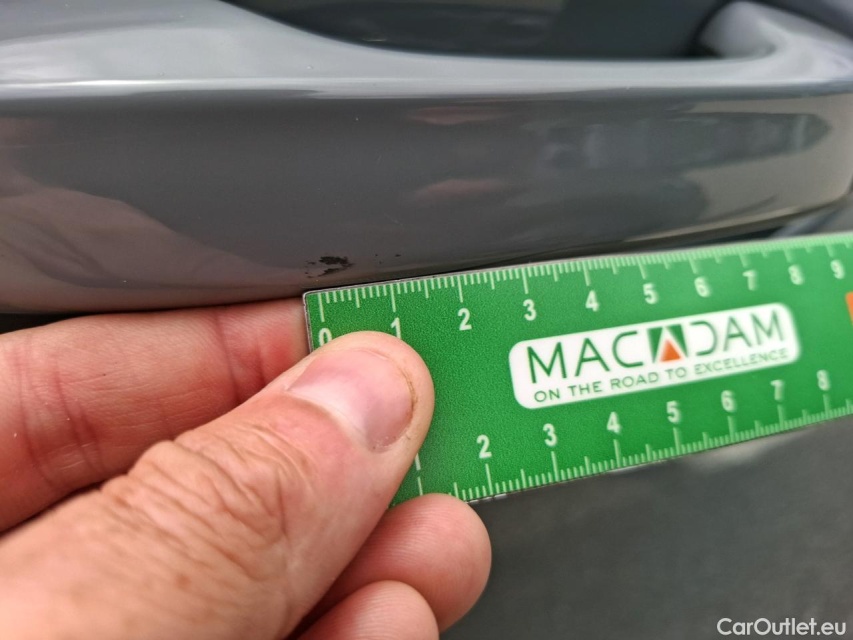 0 1 2 3 4 5 6 7 8 9
MACADAM
ON THE ROAD TO EXCELLENCE
2 3 4 5 6 7 8
CarOutlet.eu